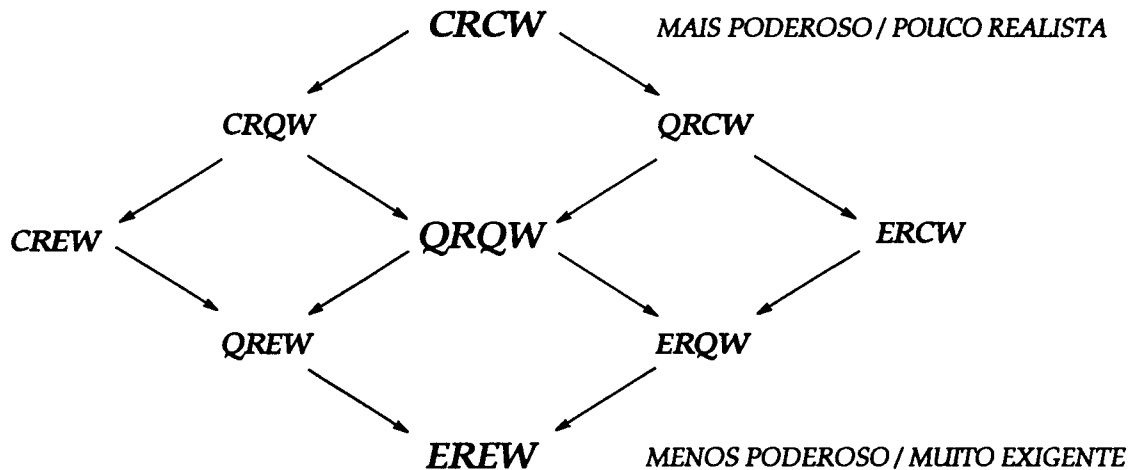 CRCW MAIS PODEROSO / POUCO REALISTA
CRQW QRCW
CREW QRQW ERCW
QREW ERQW
EREW MENOS PODEROSO / MUITO EXIGENTE